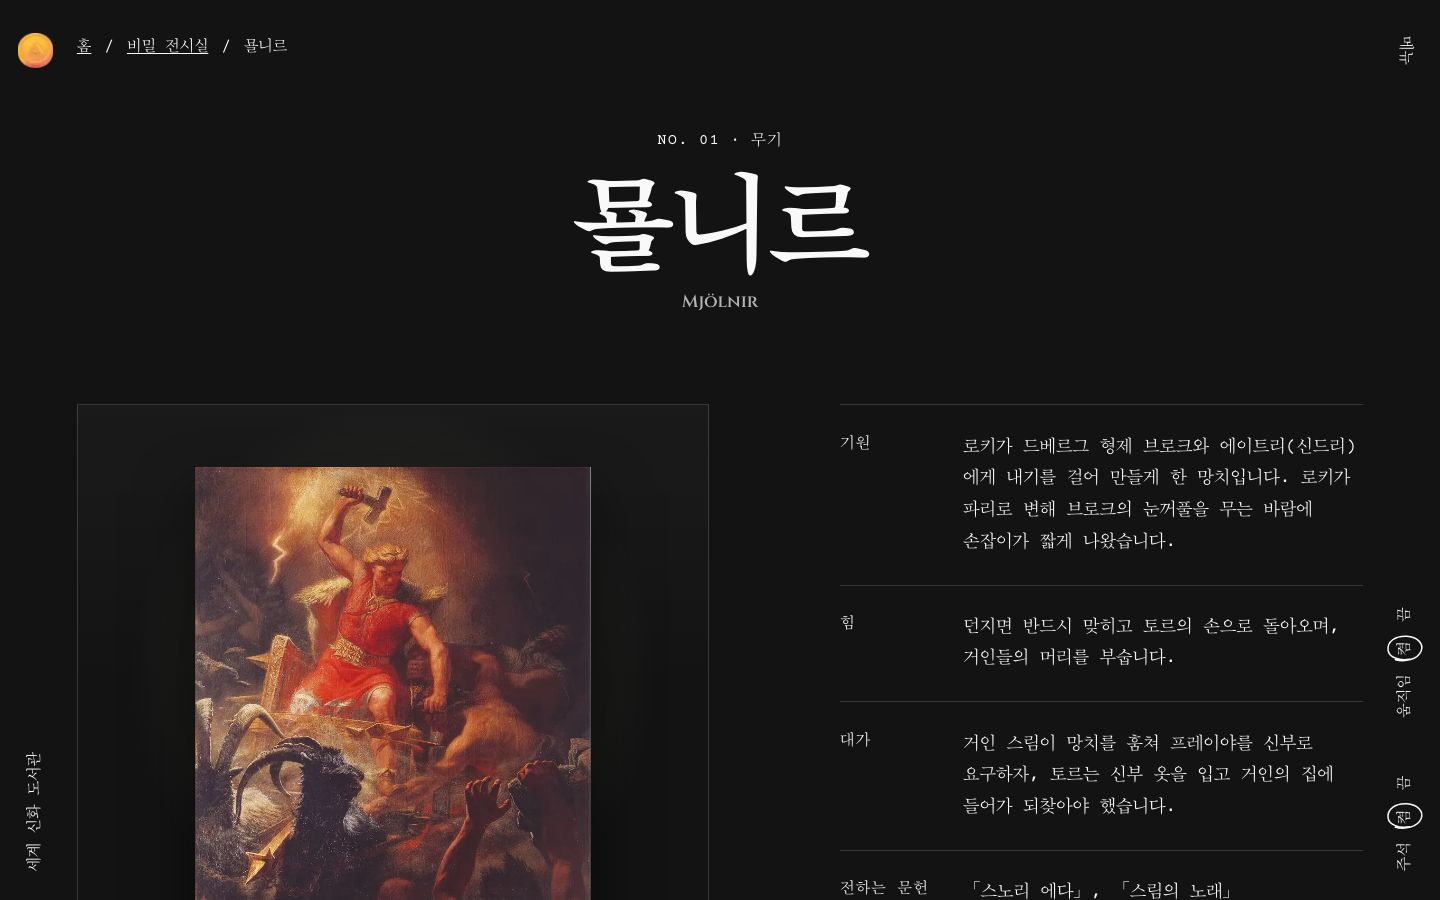 홈 / 비밀 전시실 / 묠니르
목록
NO. 01 · 무기
묠니르
Mjölnir
기원
로키가 드베르그 형제 브로크와 에이트리(신드리)
에게 내기를 걸어 만들게 한 망치입니다. 로키가
파리로 변해 브로크의 눈꺼풀을 무는 바람에
손잡이가 짧게 나왔습니다.
힘
던지면 반드시 맞히고 토르의 손으로 돌아오며,
거인들의 머리를 부숩니다.
대가
거인 스림이 망치를 훔쳐 프레이야를 신부로
요구하자, 토르는 신부 옷을 입고 거인의 집에
들어가 되찾아야 했습니다.
전하는 문헌
「스노리 에다」, 「스림의 노래」
움직임 켬 끔
주석 켬 끔
세계 신화 도서관